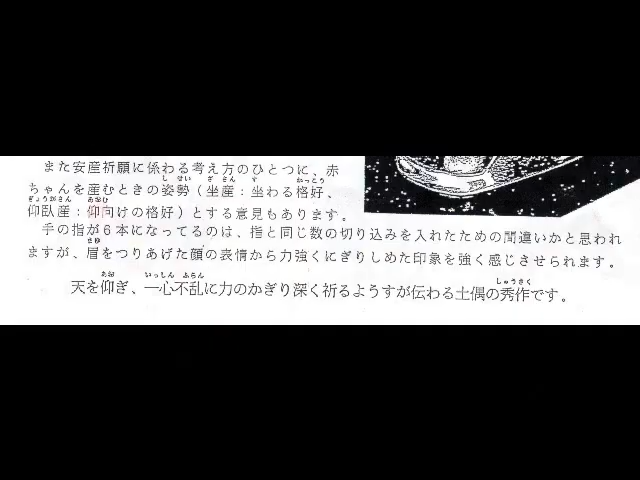 また安産祈願に係わる考え方のひとつに、赤
ちゃんを産むときの姿勢（坐産：坐わる格好、
仰臥産：仰向けの格好）とする意見もあります。
手の指が６本になってるのは、指と同じ数の切り込みを入れたための間違いかと思われ
ますが、眉をつりあげた顔の表情から力強くにぎりしめた印象を強く感じさせられます。
天を仰ぎ、一心不乱に力のかぎり深く祈るようすが伝わる土偶の秀作です。